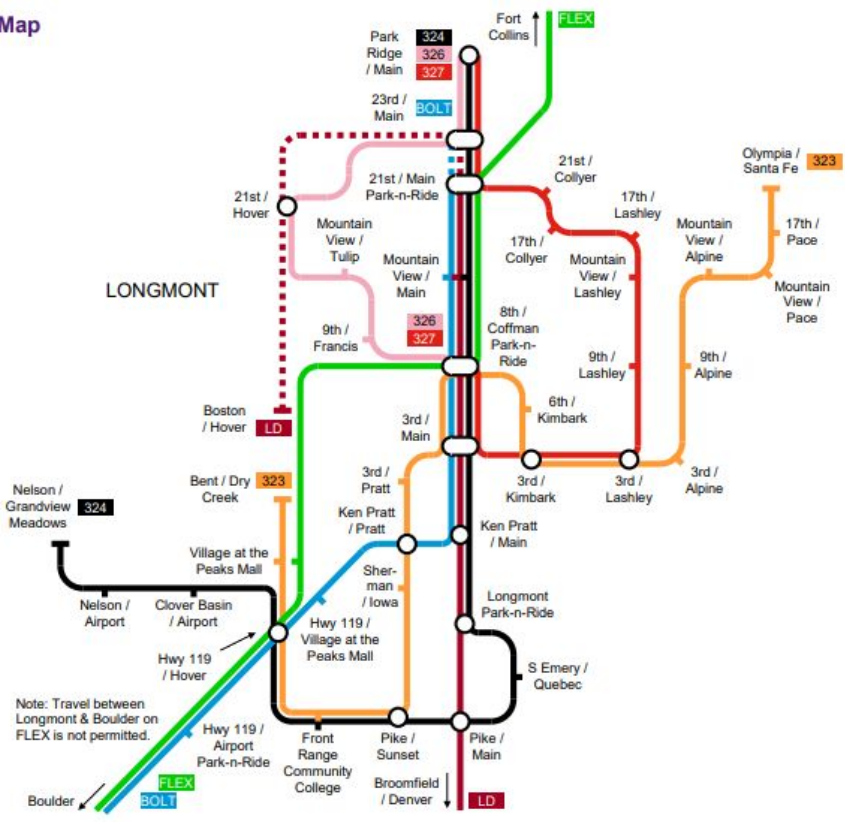 Map
Park
Ridge
/ Main
324
326
327
Fort
Collins
FLEX
23rd /
Main
BOLT
21st / Main
Park-n-Ride
21st /
Hover
Mountain
View /
Tulip
Mountain
View /
Main
LONGMONT
9th /
Francis
326
327
8th /
Coffman
Park-n-
Ride
21st /
Collyer
17th /
Collyer
17th /
Lashley
Mountain
View /
Lashley
9th /
Lashley
Olympia /
Santa Fe
323
Mountain
View /
Alpine
17th /
Pace
Mountain
View /
Pace
9th /
Alpine
6th /
Kimbark
Boston
/ Hover
LD
3rd /
Main
3rd /
Kimbark
3rd /
Lashley
3rd /
Alpine
Bent / Dry
Creek
323
3rd /
Pratt
Nelson /
Grandview
Meadows
324
Ken Pratt
/ Pratt
Ken Pratt
/ Main
Village at the
Peaks Mall
Sher-
man
/ Iowa
Nelson /
Airport
Clover Basin
/ Airport
Longmont
Park-n-Ride
Hwy 119 /
Village at the
Peaks Mall
Hwy 119
/ Hover
S Emery /
Quebec
Note: Travel between
Longmont & Boulder on
FLEX is not permitted.
Hwy 119 /
Airport
Park-n-Ride
Front
Range
Community
College
Pike /
Sunset
Pike /
Main
FLEX
BOLT
Boulder
Broomfield
/ Denver
LD